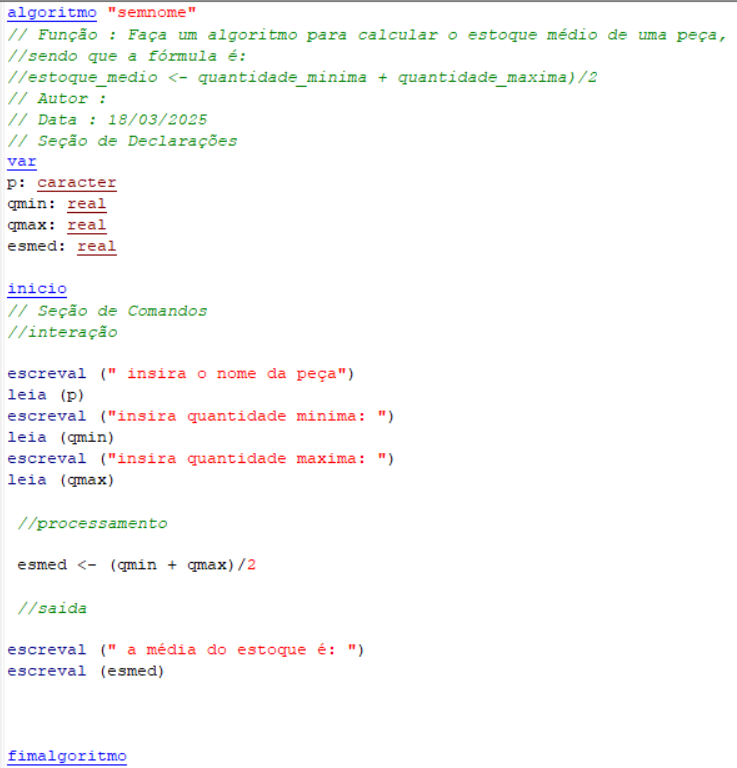 algoritmo "semnome"
// Função : Faça um algoritmo para calcular o estoque médio de uma peça,
//sendo que a fórmula é:
//estoque_medio <- quantidade_minima + quantidade_maxima)/2
// Autor :
// Data : 18/03/2025
// Seção de Declarações
var
p: caracter
qmin: real
qmax: real
esmed: real
inicio
// Seção de Comandos
//interação
escreval (" insira o nome da peça")
leia (p)
escreval ("insira quantidade minima: ")
leia (qmin)
escreval ("insira quantidade maxima: ")
leia (qmax)
//processamento
esmed <- (qmin + qmax)/2
//saida
escreval (" a média do estoque é: ")
escreval (esmed)
fimalgoritmo